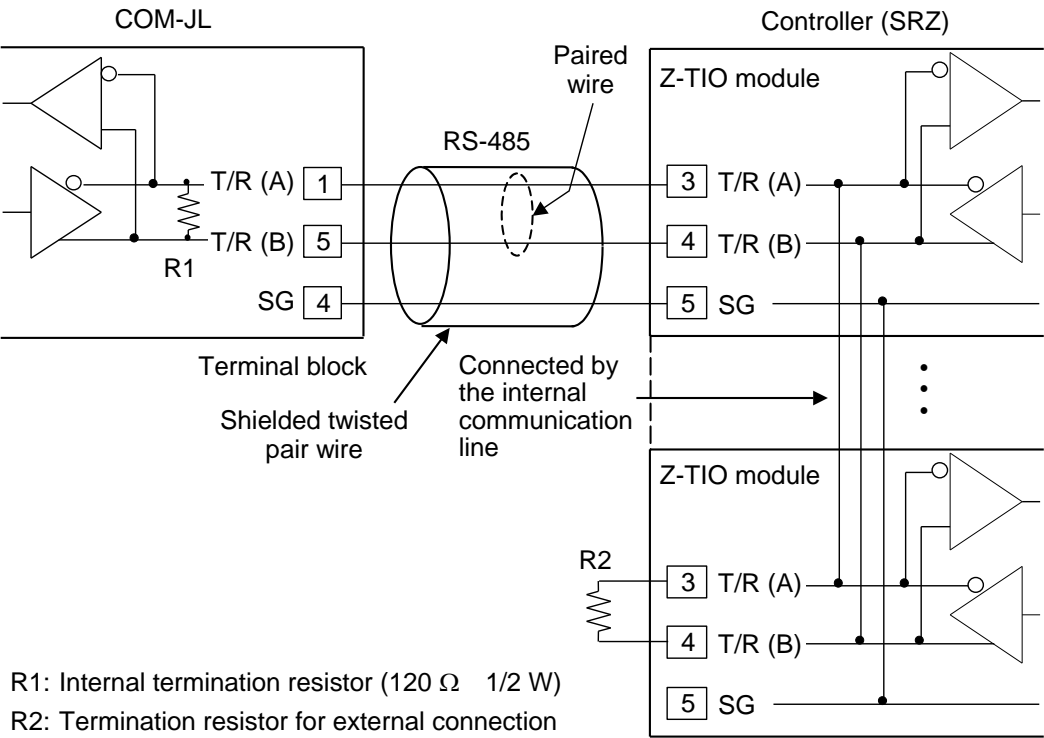 COM-JL
Controller (SRZ)
Paired
wire
Z-TIO module
RS-485
T/R (A) 1
3 T/R (A)
T/R (B) 5
4 T/R (B)
R1
SG 4
5 SG
Terminal block
Connected by
the internal
communication
line
Shielded twisted
pair wire
Z-TIO module
R2
3 T/R (A)
4 T/R (B)
5 SG
R1: Internal termination resistor (120 Ω 1/2 W)
R2: Termination resistor for external connection